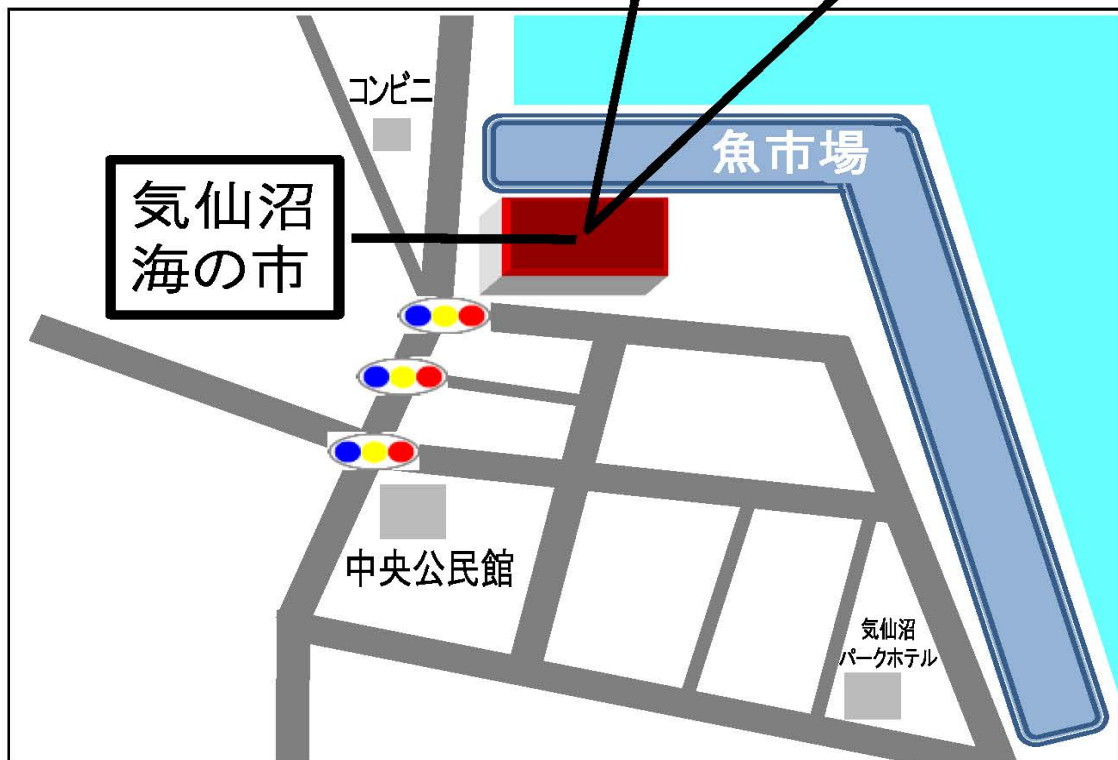 コンビニ
魚市場
気仙沼
海の市
中央公民館
気仙沼
パークホテル